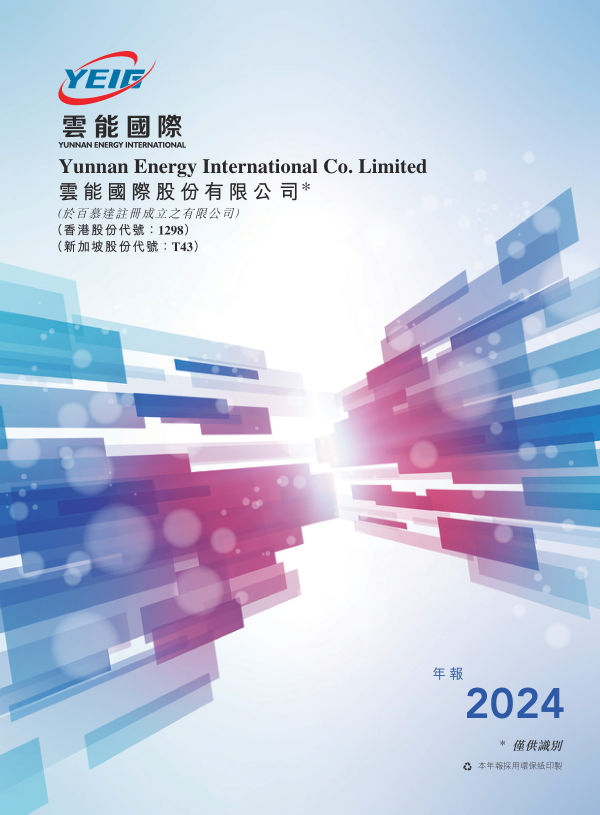 YEIG
雲能國際
YUNNAN ENERGY INTERNATIONAL
Yunnan Energy International Co. Limited
雲能國際股份有限公司*
(於百慕達註冊成立之有限公司)
(香港股份代號：1298)
(新加坡股份代號：T43)
年報
2024
* 僅供識別
本年報採用環保紙印製